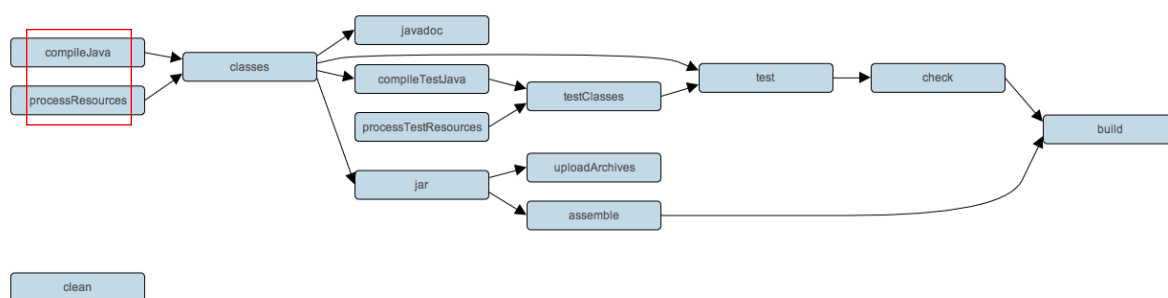 javadoc
compileJava
classes
compileTestJava
test
check
processResources
testClasses
processTestResources
build
uploadArchives
jar
assemble
clean